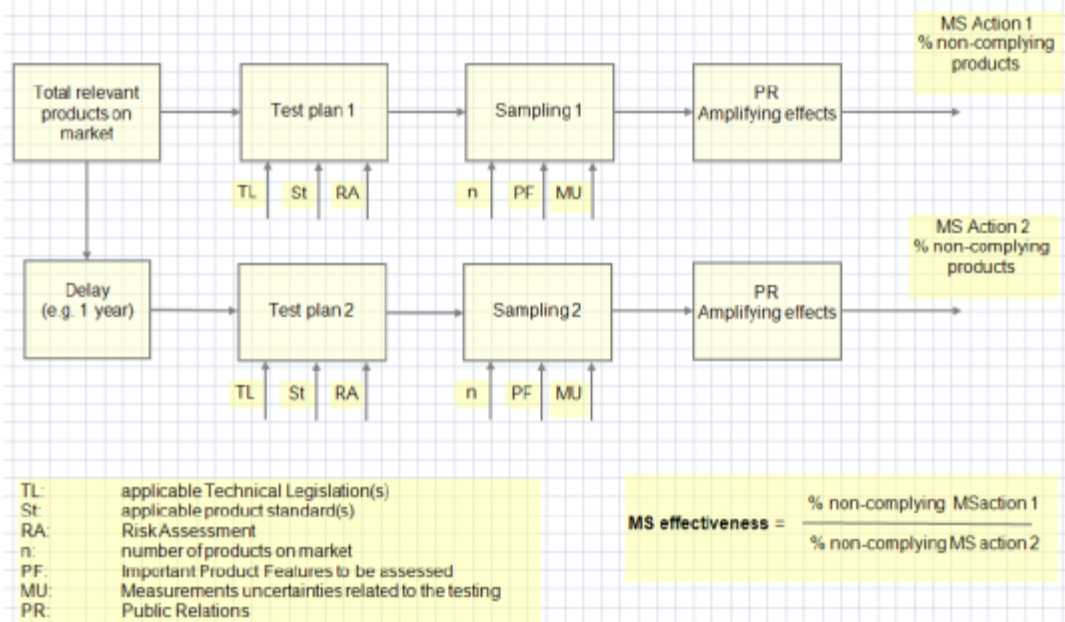 MS Action 1
% non-complying
products
Total relevant
products on
market
Test plan 1
Sampling 1
PR
Amplifying effects
TL
St
RA
n
PF
MU
MS Action 2
% non-complying
products
Delay
(e.g. 1 year)
Test plan 2
Sampling 2
PR
Amplifying effects
TL
St
RA
n
PF
MU
TL: applicable Technical Legislation(s)
St: applicable product standard(s)
RA: Risk Assessment
n: number of products on market
PF: Important Product Features to be assessed
MU: Measurements uncertainties related to the testing
PR: Public Relations
% non-complying MSaction 1
MS effectiveness =
% non-complying MS action 2